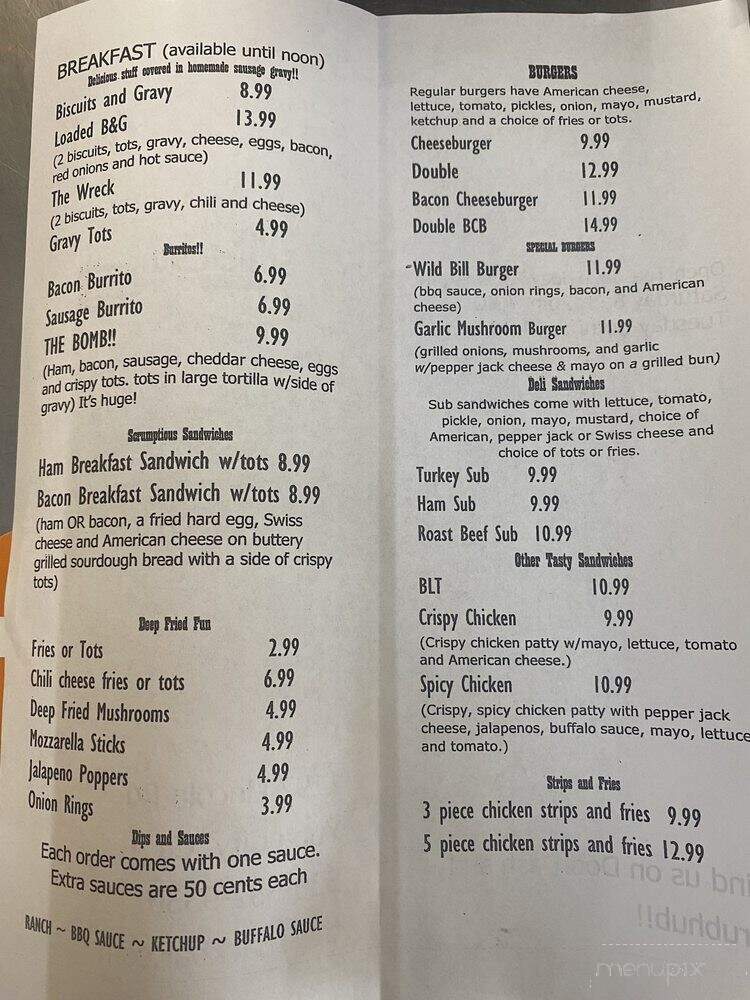 BREAKFAST (available until noon)
Delicious stuff covered in homemade sausage gravy!!
Biscuits and Gravy 8.99
Loaded B&G 13.99
(2 biscuits, tots, gravy, cheese, eggs, bacon,
red onions and hot sauce)
The Wreck 11.99
(2 biscuits, tots, gravy, chili and cheese)
Gravy Tots 4.99
Burritos!!
Bacon Burrito 6.99
Sausage Burrito 6.99
THE BOMB!! 9.99
(Ham, bacon, sausage, cheddar cheese, eggs
and crispy tots. tots in large tortilla w/side of
gravy) It's huge!
Scrumptious Sandwiches
Ham Breakfast Sandwich w/tots 8.99
Bacon Breakfast Sandwich w/tots 8.99
(ham OR bacon, a fried hard egg, Swiss
cheese and American cheese on buttery
grilled sourdough bread with a side of crispy
tots)
Deep Fried Fun
Fries or Tots 2.99
Chili cheese fries or tots 6.99
Deep Fried Mushrooms 4.99
Mozzarella Sticks 4.99
Jalapeno Poppers 4.99
Onion Rings 3.99
Dips and Sauces
Each order comes with one sauce.
Extra sauces are 50 cents each
RANCH ~ BBQ SAUCE ~ KETCHUP ~ BUFFALO SAUCE
BURGERS
Regular burgers have American cheese,
lettuce, tomato, pickles, onion, mayo, mustard,
ketchup and a choice of fries or tots.
Cheeseburger 9.99
Double 12.99
Bacon Cheeseburger 11.99
Double BCB 14.99
SPECIAL BURGERS
-Wild Bill Burger 11.99
(bbq sauce, onion rings, bacon, and American
cheese)
Garlic Mushroom Burger 11.99
(grilled onions, mushrooms, and garlic
w/pepper jack cheese & mayo on a grilled bun)
Deli Sandwiches
Sub sandwiches come with lettuce, tomato,
pickle, onion, mayo, mustard, choice of
American, pepper jack or Swiss cheese and
choice of tots or fries.
Turkey Sub 9.99
Ham Sub 9.99
Roast Beef Sub 10.99
Other Tasty Sandwiches
BLT 10.99
Crispy Chicken 9.99
(Crispy chicken patty w/mayo, lettuce, tomato
and American cheese.)
Spicy Chicken 10.99
(Crispy, spicy chicken patty with pepper jack
cheese, jalapenos, buffalo sauce, mayo, lettuce
and tomato.)
Strips and Fries
3 piece chicken strips and fries 9.99
5 piece chicken strips and fries 12.99
menupix